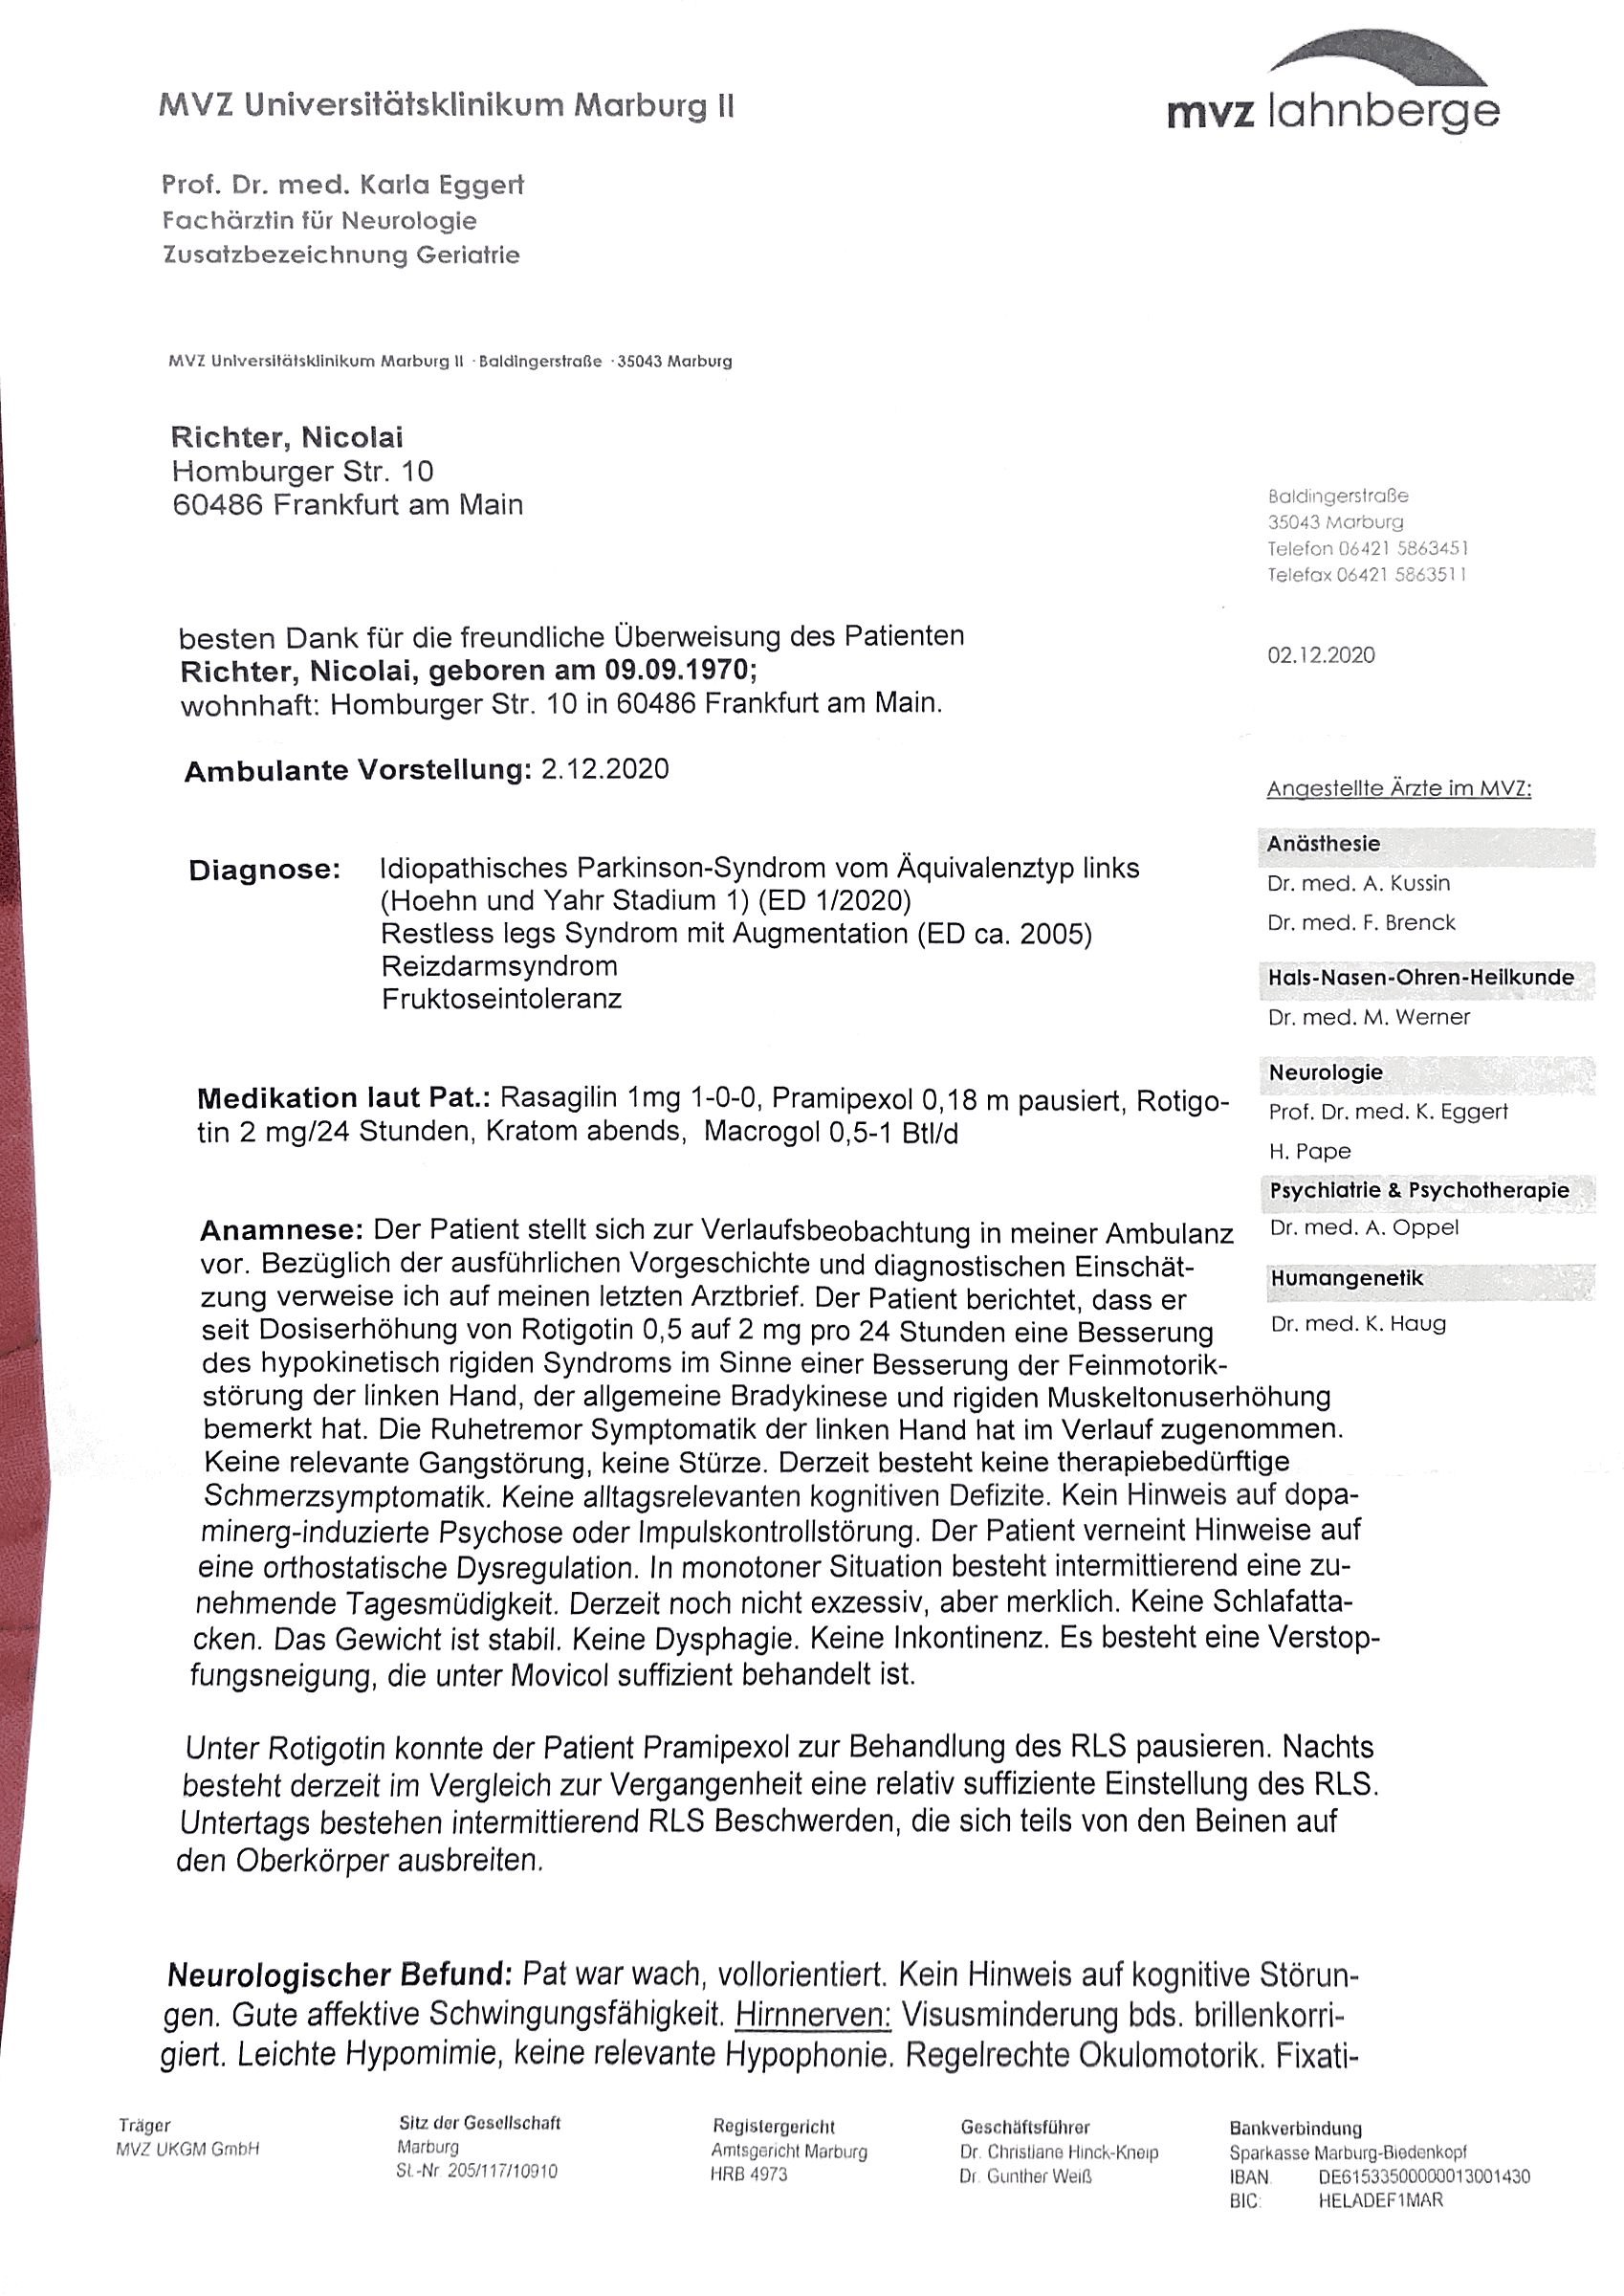 MVZ Universitätsklinikum Marburg II
mvz lahnberge
Prof. Dr. med. Karla Eggert
Fachärztin für Neurologie
Zusatzbezeichnung Geriatrie
MVZ Universitätsklinikum Marburg II · Baldingerstraße · 35043 Marburg
Richter, Nicolai
Homburger Str. 10
60486 Frankfurt am Main
Baldingerstraße
35043 Marburg
Telefon 06421 5863451
Telefax 06421 5863511
02.12.2020
besten Dank für die freundliche Überweisung des Patienten
Richter, Nicolai, geboren am 09.09.1970;
wohnhaft: Homburger Str. 10 in 60486 Frankfurt am Main.
Ambulante Vorstellung: 2.12.2020
Diagnose: Idiopathisches Parkinson-Syndrom vom Äquivalenztyp links
(Hoehn und Yahr Stadium 1) (ED 1/2020)
Restless legs Syndrom mit Augmentation (ED ca. 2005)
Reizdarmsyndrom
Fruktoseintoleranz
Medikation laut Pat.: Rasagilin 1mg 1-0-0, Pramipexol 0,18 m pausiert, Rotigo-
tin 2 mg/24 Stunden, Kratom abends, Macrogol 0,5-1 Btl/d
Angestellte Ärzte im MVZ:
Anästhesie
Dr. med. A. Kussin
Dr. med. F. Brenck
Hals-Nasen-Ohren-Heilkunde
Dr. med. M. Werner
Neurologie
Prof. Dr. med. K. Eggert
H. Pape
Psychiatrie & Psychotherapie
Dr. med. A. Oppel
Humangenetik
Dr. med. K. Haug
Anamnese: Der Patient stellt sich zur Verlaufsbeobachtung in meiner Ambulanz
vor. Bezüglich der ausführlichen Vorgeschichte und diagnostischen Einschät-
zung verweise ich auf meinen letzten Arztbrief. Der Patient berichtet, dass er
seit Dosiserhöhung von Rotigotin 0,5 auf 2 mg pro 24 Stunden eine Besserung
des hypokinetisch rigiden Syndroms im Sinne einer Besserung der Feinmotorik-
störung der linken Hand, der allgemeine Bradykinese und rigiden Muskeltonuserhöhung
bemerkt hat. Die Ruhetremor Symptomatik der linken Hand hat im Verlauf zugenommen.
Keine relevante Gangstörung, keine Stürze. Derzeit besteht keine therapiebedürftige
Schmerzsymptomatik. Keine alltagsrelevanten kognitiven Defizite. Kein Hinweis auf dopa-
minerg-induzierte Psychose oder Impulskontrollstörung. Der Patient verneint Hinweise auf
eine orthostatische Dysregulation. In monotoner Situation besteht intermittierend eine zu-
nehmende Tagesmüdigkeit. Derzeit noch nicht exzessiv, aber merklich. Keine Schlafatta-
cken. Das Gewicht ist stabil. Keine Dysphagie. Keine Inkontinenz. Es besteht eine Verstop-
fungsneigung, die unter Movicol suffizient behandelt ist.
Unter Rotigotin konnte der Patient Pramipexol zur Behandlung des RLS pausieren. Nachts
besteht derzeit im Vergleich zur Vergangenheit eine relativ suffiziente Einstellung des RLS.
Untertags bestehen intermittierend RLS Beschwerden, die sich teils von den Beinen auf
den Oberkörper ausbreiten.
Neurologischer Befund: Pat war wach, vollorientiert. Kein Hinweis auf kognitive Störun-
gen. Gute affektive Schwingungsfähigkeit. Hirnnerven: Visusminderung bds. brillenkorri-
giert. Leichte Hypomimie, keine relevante Hypophonie. Regelrechte Okulomotorik. Fixati-
Träger
MVZ UKGM GmbH
Sitz der Gesellschaft
Marburg
St.-Nr. 205/117/10910
Registergericht
Amtsgericht Marburg
HRB 4973
Geschäftsführer
Dr. Christiane Hinck-Kneip
Dr. Gunther Weiß
Bankverbindung
Sparkasse Marburg-Biedenkopf
IBAN: DE61533500000013001430
BIC: HELADEF1MAR